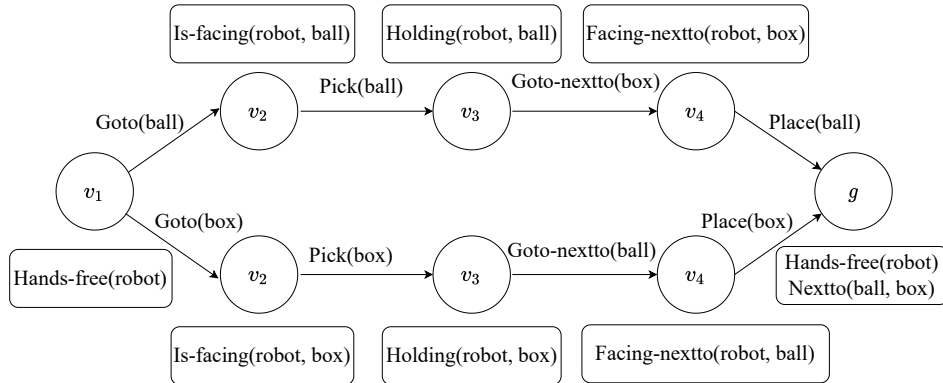 Is-facing(robot, ball)
Holding(robot, ball)
Facing-nextto(robot, box)
Goto(ball)
v₂
Pick(ball)
v₃
Goto-nextto(box)
v₄
Place(ball)
v₁
g
Goto(box)
v₂
Pick(box)
v₃
Goto-nextto(ball)
v₄
Place(box)
Hands-free(robot)
Hands-free(robot)
Nextto(ball, box)
Is-facing(robot, box)
Holding(robot, box)
Facing-nextto(robot, ball)